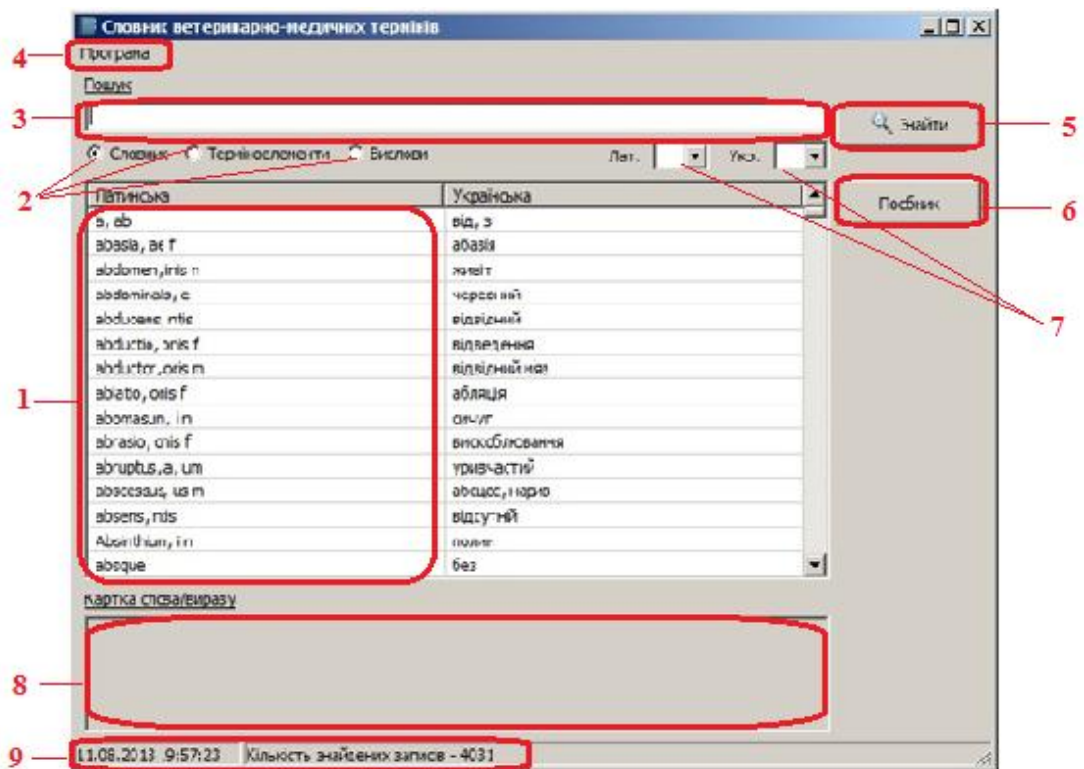 Словник ветеринарно-медичних термінів
4 Програма
Пошук
3
Знайти 5
2 Словник Терміноелементи Вислови Лат. Укр.
Посібник 6
7
Латинська Українська
a, ab від, з
abasia, ae f абазія
abdomen, inis n живіт
abdominalis, e черевний
abducens, ntis відвідний
abductio, onis f відведення
abductor, oris m відвідний м'яз
1
ablatio, onis f абляція
abomasum, i n сичуг
abrasio, onis f вискоблювання
abruptus, a, um уривчастий
abscessus, us m абсцес, нарив
absens, ntis відсутній
Absinthium, i n полин
absque без
Картка слова/виразу
8
9 11.08.2013 9:57:23 Кількість знайдених записів - 4031